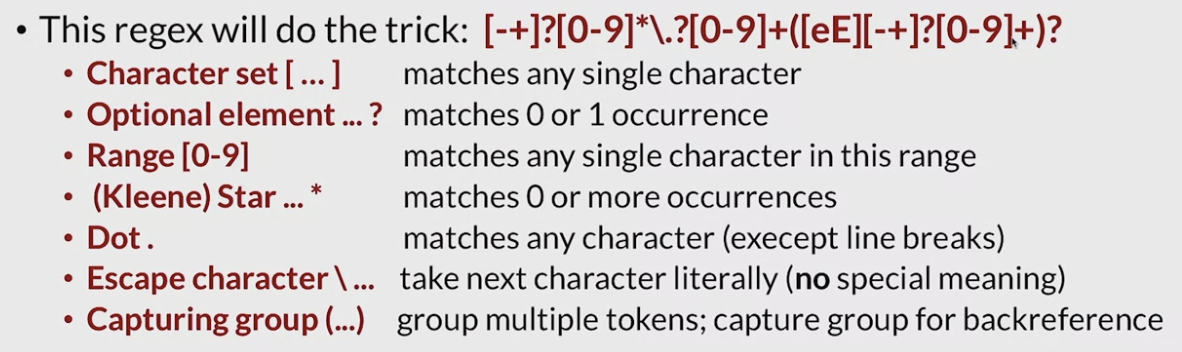 • This regex will do the trick: [-+]?[0-9]*\.?[0-9]+([eE][-+]?[0-9]+)?
• Character set [ ... ] matches any single character
• Optional element ... ? matches 0 or 1 occurrence
• Range [0-9] matches any single character in this range
• (Kleene) Star ... * matches 0 or more occurrences
• Dot . matches any character (execept line breaks)
• Escape character \ ... take next character literally (no special meaning)
• Capturing group (...) group multiple tokens; capture group for backreference